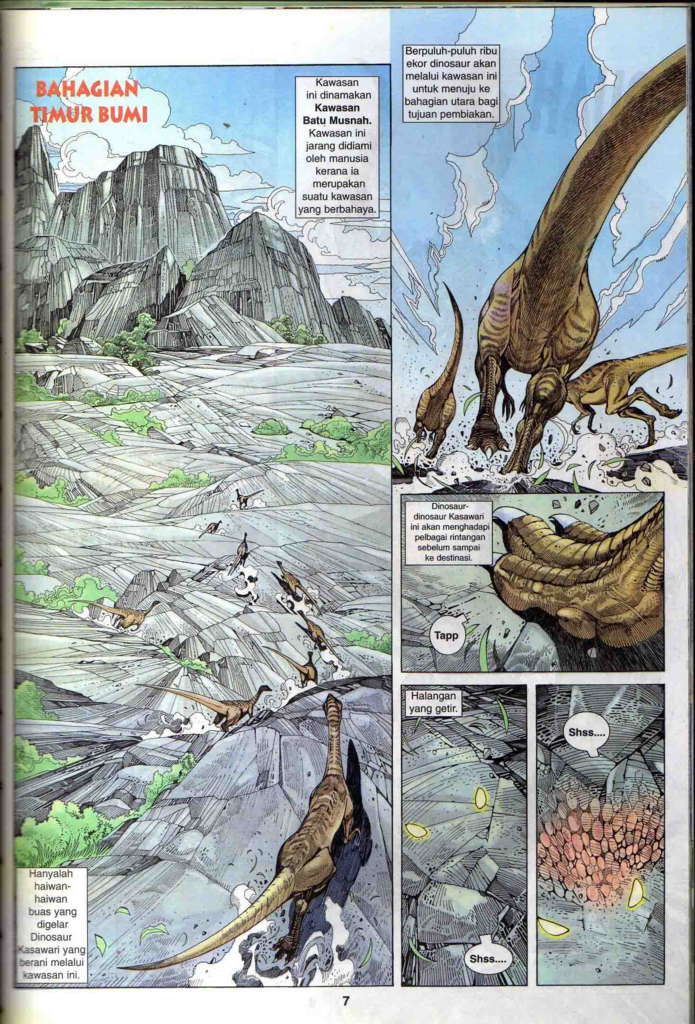 BAHAGIAN
TIMUR BUMI
Kawasan
ini dinamakan
Kawasan
Batu Musnah.
Kawasan ini
jarang didiami
oleh manusia
kerana ia
merupakan
suatu kawasan
yang berbahaya.
Hanyalah
haiwan-
haiwan
buas yang
digelar
Dinosaur
Kasawari yang
berani melalui
kawasan ini.
Berpuluh-puluh ribu
ekor dinosaur akan
melalui kawasan ini
untuk menuju ke
bahagian utara bagi
tujuan pembiakan.
Dinosaur-
dinosaur Kasawari
ini akan menghadapi
pelbagai rintangan
sebelum sampai
ke destinasi.
Tapp
Halangan
yang getir.
Shss....
Shss....
7